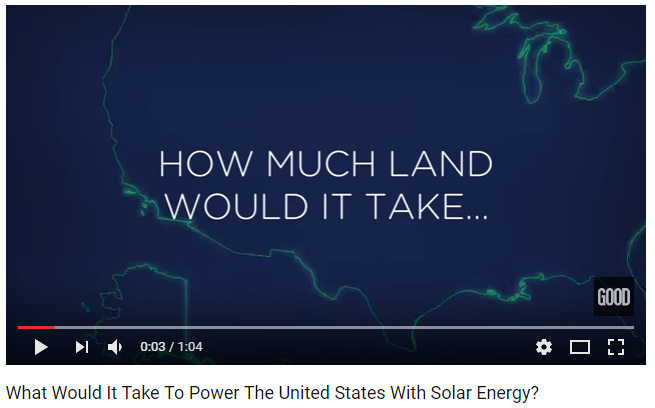 HOW MUCH LAND
WOULD IT TAKE...
GOOD
0:03 / 1:04
What Would It Take To Power The United States With Solar Energy?